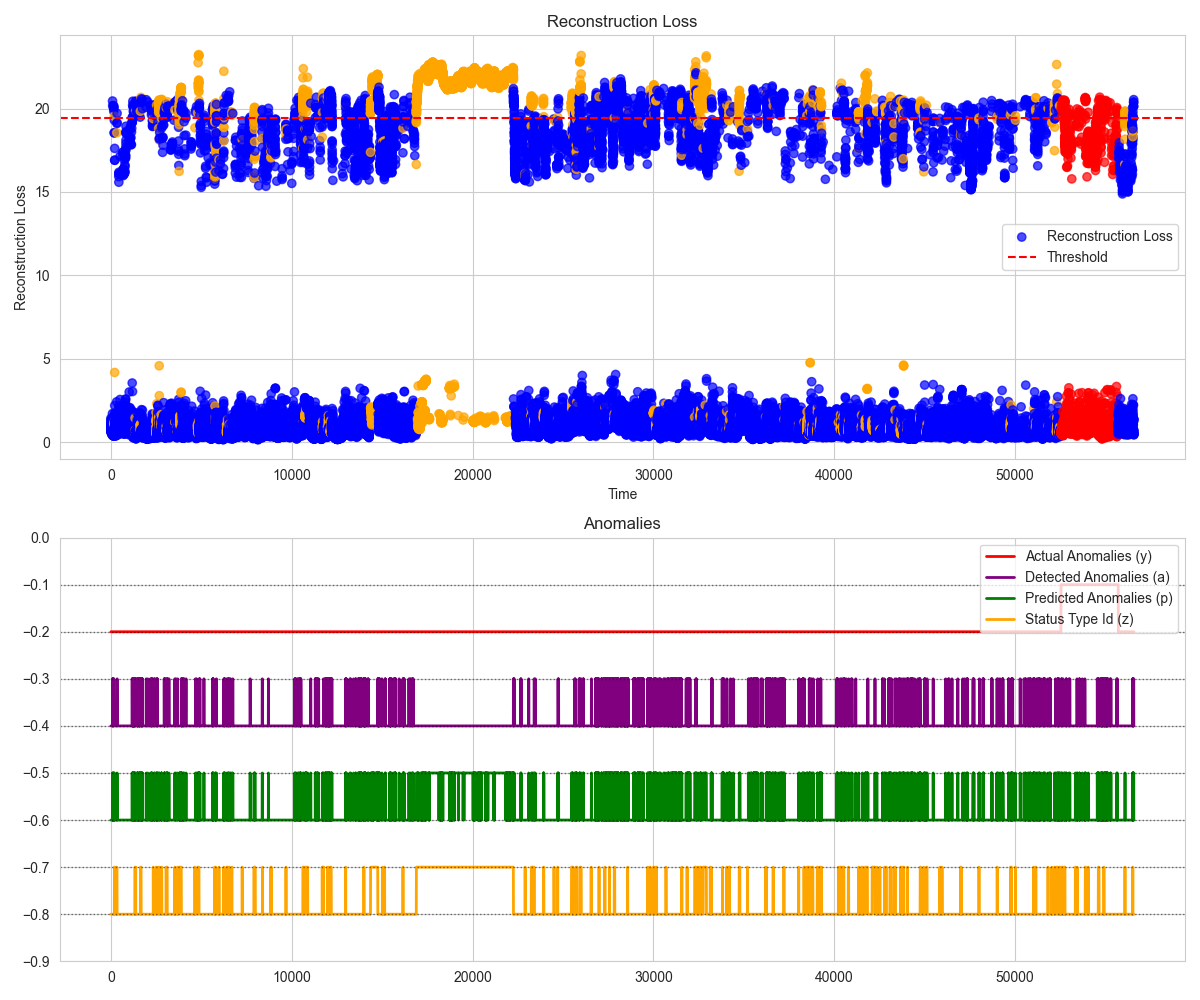 Reconstruction Loss
Reconstruction Loss
20
15
10
5
0
Reconstruction Loss
Threshold
0
10000
20000
30000
40000
50000
Time
Anomalies
0.0
−0.1
−0.2
−0.3
−0.4
−0.5
−0.6
−0.7
−0.8
−0.9
Actual Anomalies (y)
Detected Anomalies (a)
Predicted Anomalies (p)
Status Type Id (z)
0
10000
20000
30000
40000
50000